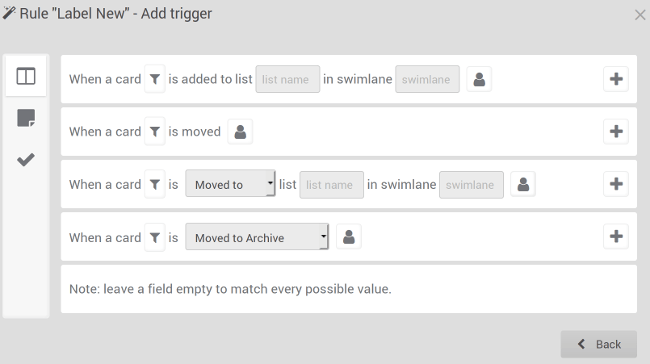 Rule "Label New" - Add trigger
When a card is added to list list name in swimlane swimlane
When a card is moved
When a card is Moved to list list name in swimlane swimlane
When a card is Moved to Archive
Note: leave a field empty to match every possible value.
Back